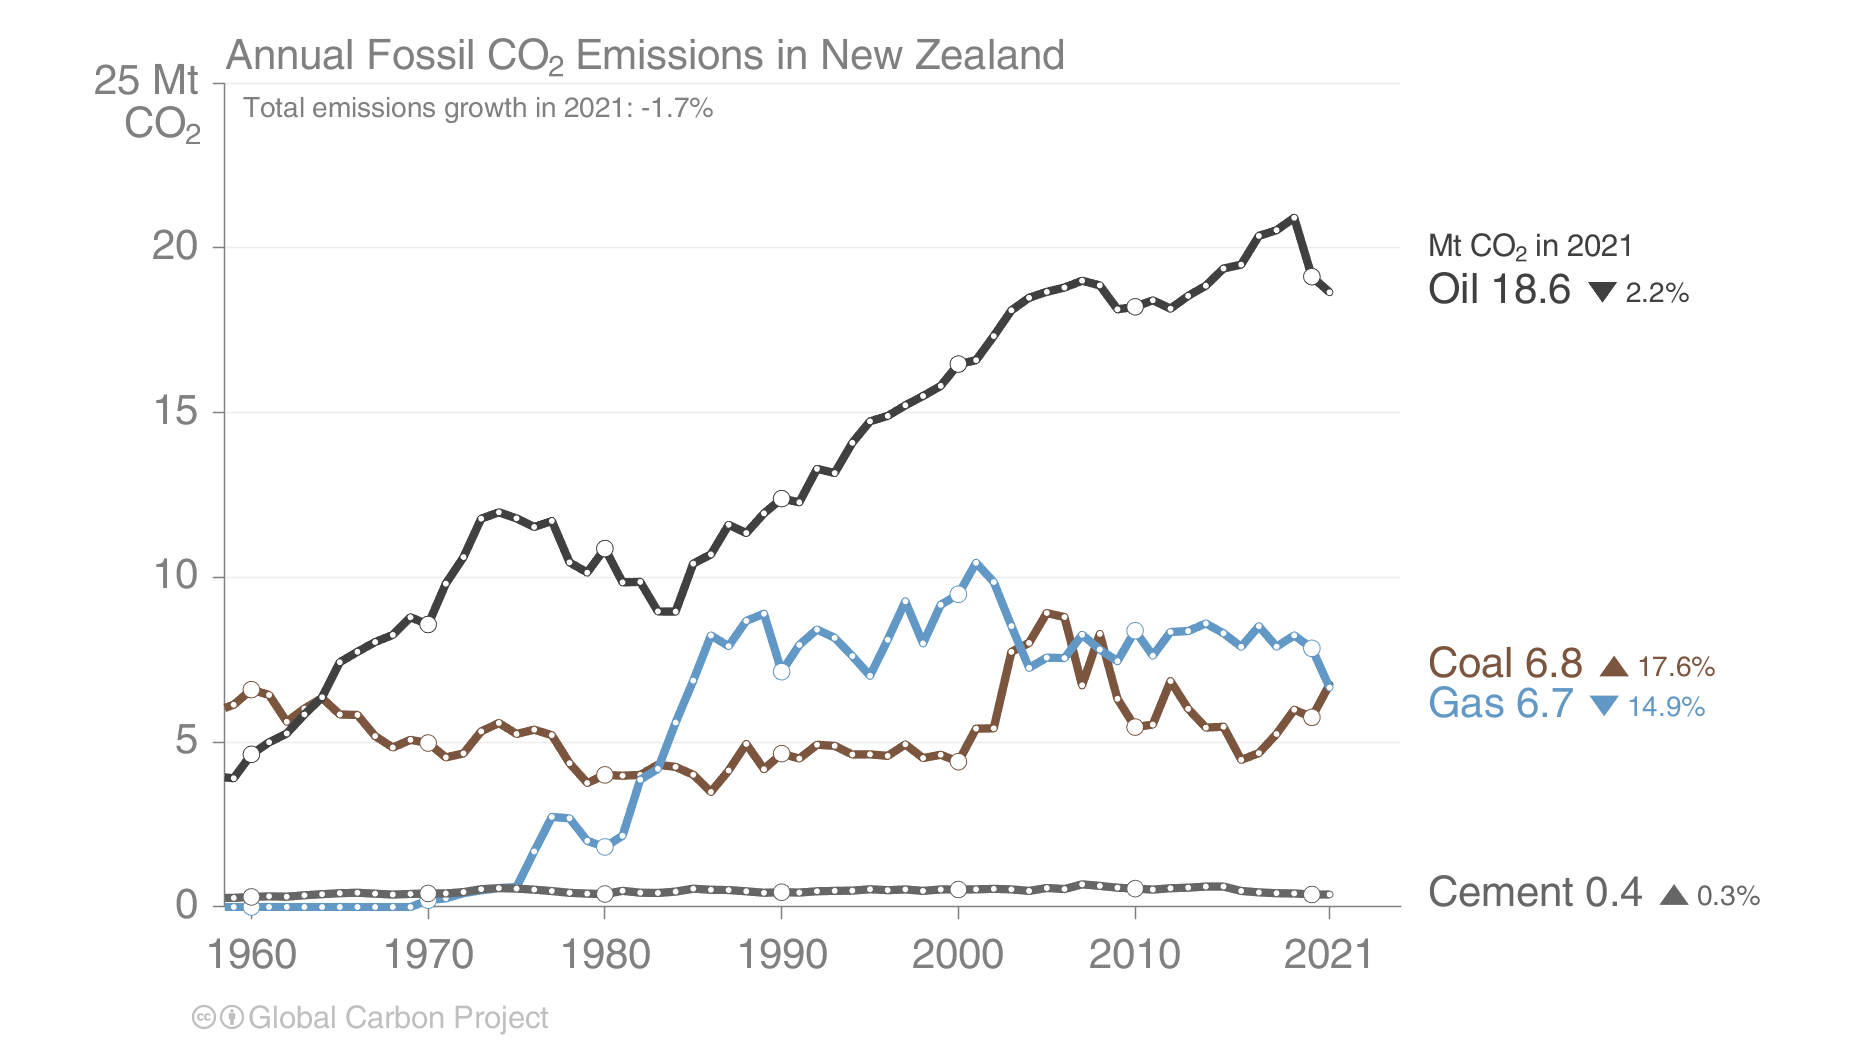 Annual Fossil CO₂ Emissions in New Zealand
25 Mt
CO₂
Total emissions growth in 2021: -1.7%
20
15
10
5
0
Mt CO₂ in 2021
Oil 18.6 ▼ 2.2%
Coal 6.8 ▲ 17.6%
Gas 6.7 ▼ 14.9%
Cement 0.4 ▲ 0.3%
1960 1970 1980 1990 2000 2010 2021
cc Global Carbon Project